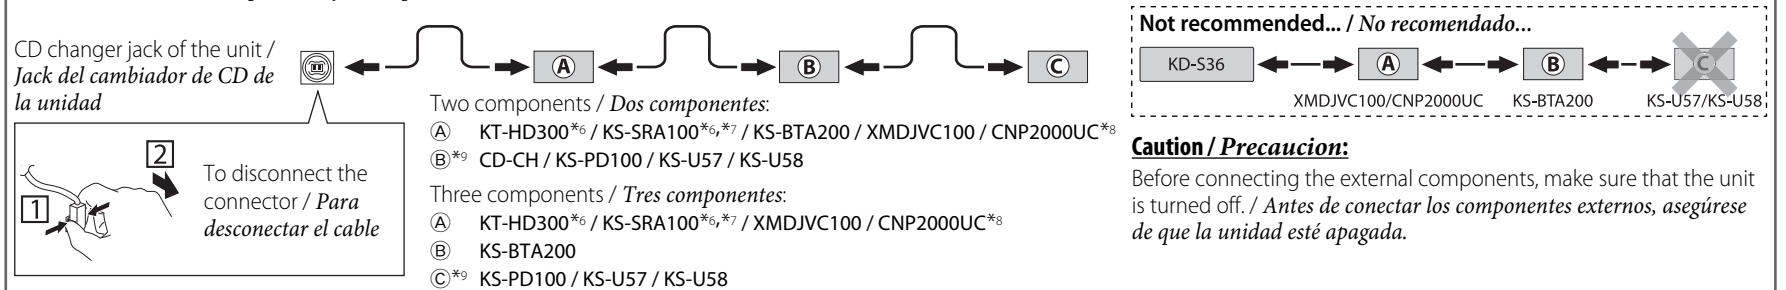 CD changer jack of the unit /
Jack del cambiador de CD de
la unidad
Ⓐ
Ⓑ
Ⓒ
1
2
To disconnect the
connector / Para
desconectar el cable
Two components / Dos componentes:
Ⓐ KT-HD300*6 / KS-SRA100*6,*7 / KS-BTA200 / XMDJVC100 / CNP2000UC*8
Ⓑ*9 CD-CH / KS-PD100 / KS-U57 / KS-U58
Three components / Tres componentes:
Ⓐ KT-HD300*6 / KS-SRA100*6,*7 / XMDJVC100 / CNP2000UC*8
Ⓑ KS-BTA200
Ⓒ*9 KS-PD100 / KS-U57 / KS-U58
Not recommended... / No recomendado...
KD-S36 Ⓐ Ⓑ Ⓒ
XMDJVC100/CNP2000UC KS-BTA200 KS-U57/KS-U58
Caution / Precaucion:
Before connecting the external components, make sure that the unit
is turned off. / Antes de conectar los componentes externos, asegúrese
de que la unidad esté apagada.